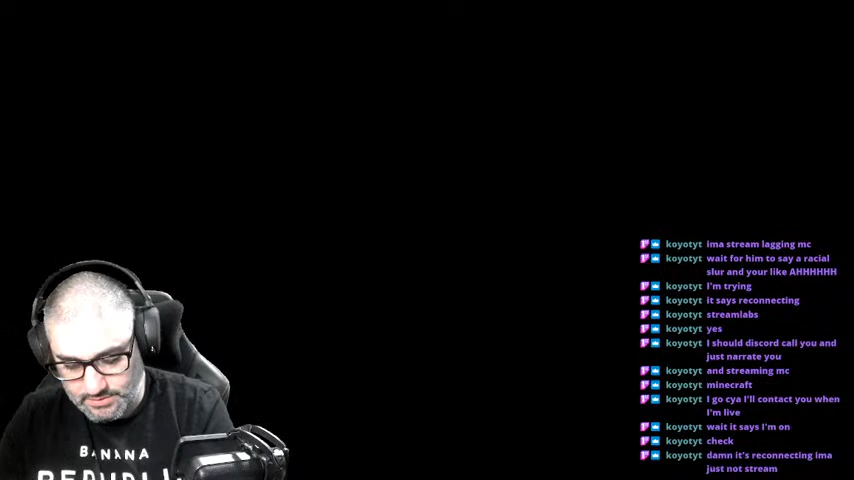 koyotyt ima stream lagging mc
koyotyt wait for him to say a racial
slur and your like AHHHHHH
koyotyt I'm trying
koyotyt it says reconnecting
koyotyt streamlabs
koyotyt yes
koyotyt I should discord call you and
just narrate you
koyotyt and streaming mc
koyotyt minecraft
koyotyt I go cya I'll contact you when
I'm live
koyotyt wait it says I'm on
koyotyt check
koyotyt damn it's reconnecting ima
just not stream
BANANA